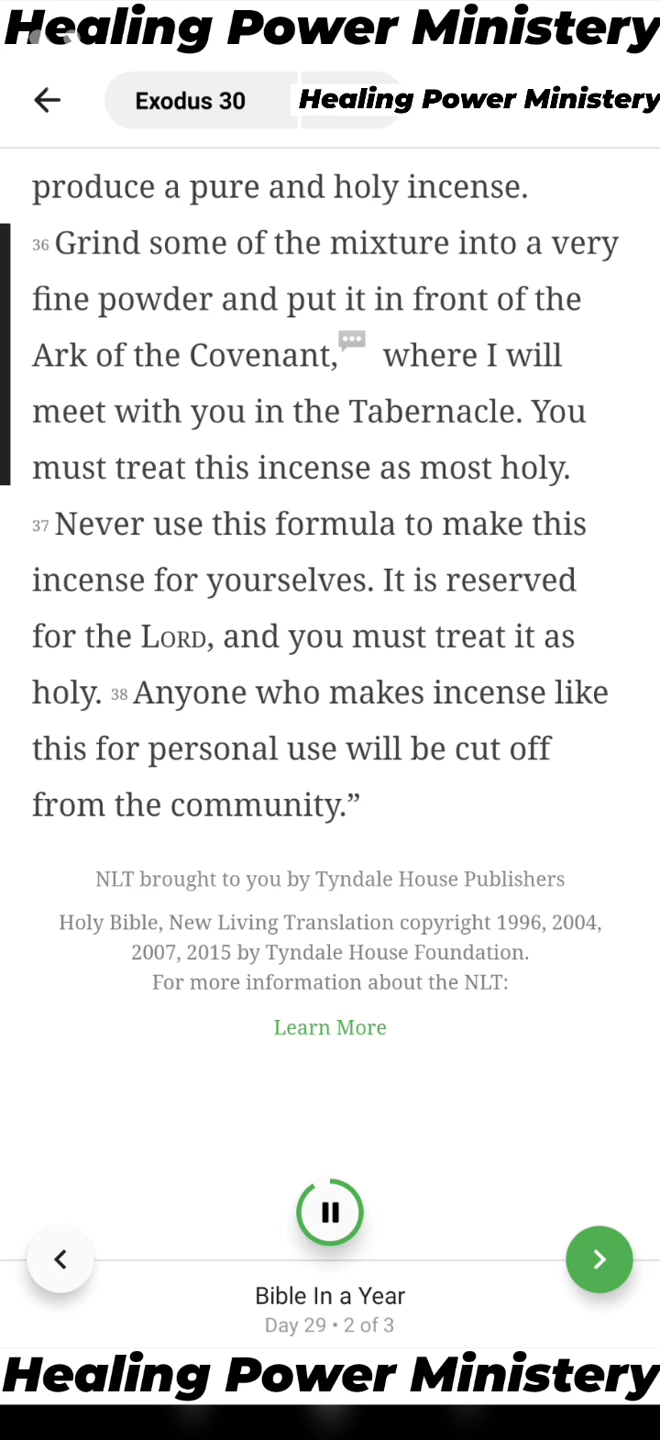 Healing Power Ministery
Exodus 30
Healing Power Ministery
produce a pure and holy incense.
36 Grind some of the mixture into a very
fine powder and put it in front of the
Ark of the Covenant, where I will
meet with you in the Tabernacle. You
must treat this incense as most holy.
37 Never use this formula to make this
incense for yourselves. It is reserved
for the LORD, and you must treat it as
holy. 38 Anyone who makes incense like
this for personal use will be cut off
from the community.”
NLT brought to you by Tyndale House Publishers
Holy Bible, New Living Translation copyright 1996, 2004,
2007, 2015 by Tyndale House Foundation.
For more information about the NLT:
Learn More
Bible In a Year
Day 29 • 2 of 3
Healing Power Ministery